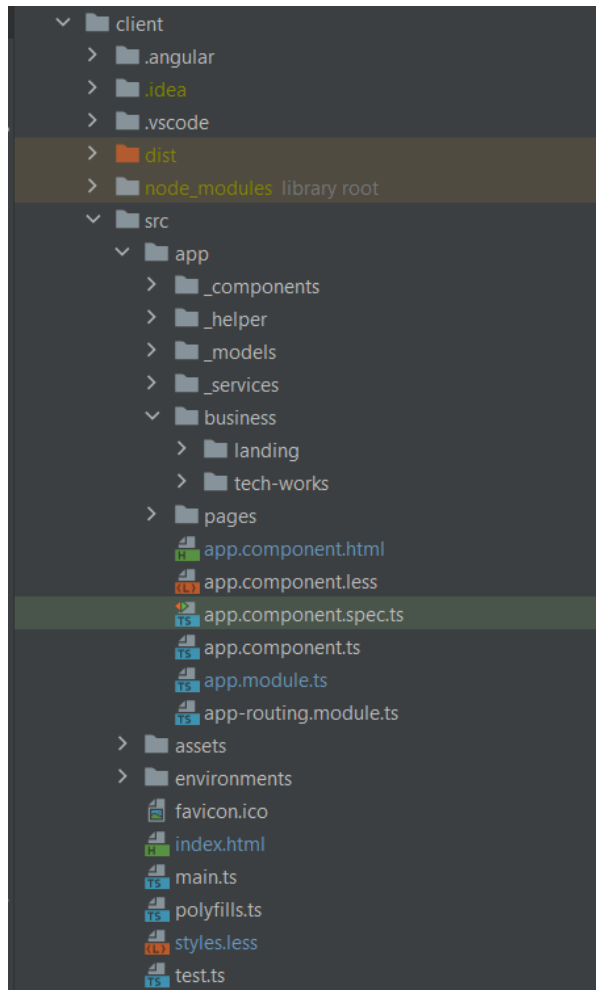 client
.angular
.idea
.vscode
dist
node_modules library root
src
app
_components
_helper
_models
_services
business
landing
tech-works
pages
app.component.html
app.component.less
app.component.spec.ts
app.component.ts
app.module.ts
app-routing.module.ts
assets
environments
favicon.ico
index.html
main.ts
polyfills.ts
styles.less
test.ts